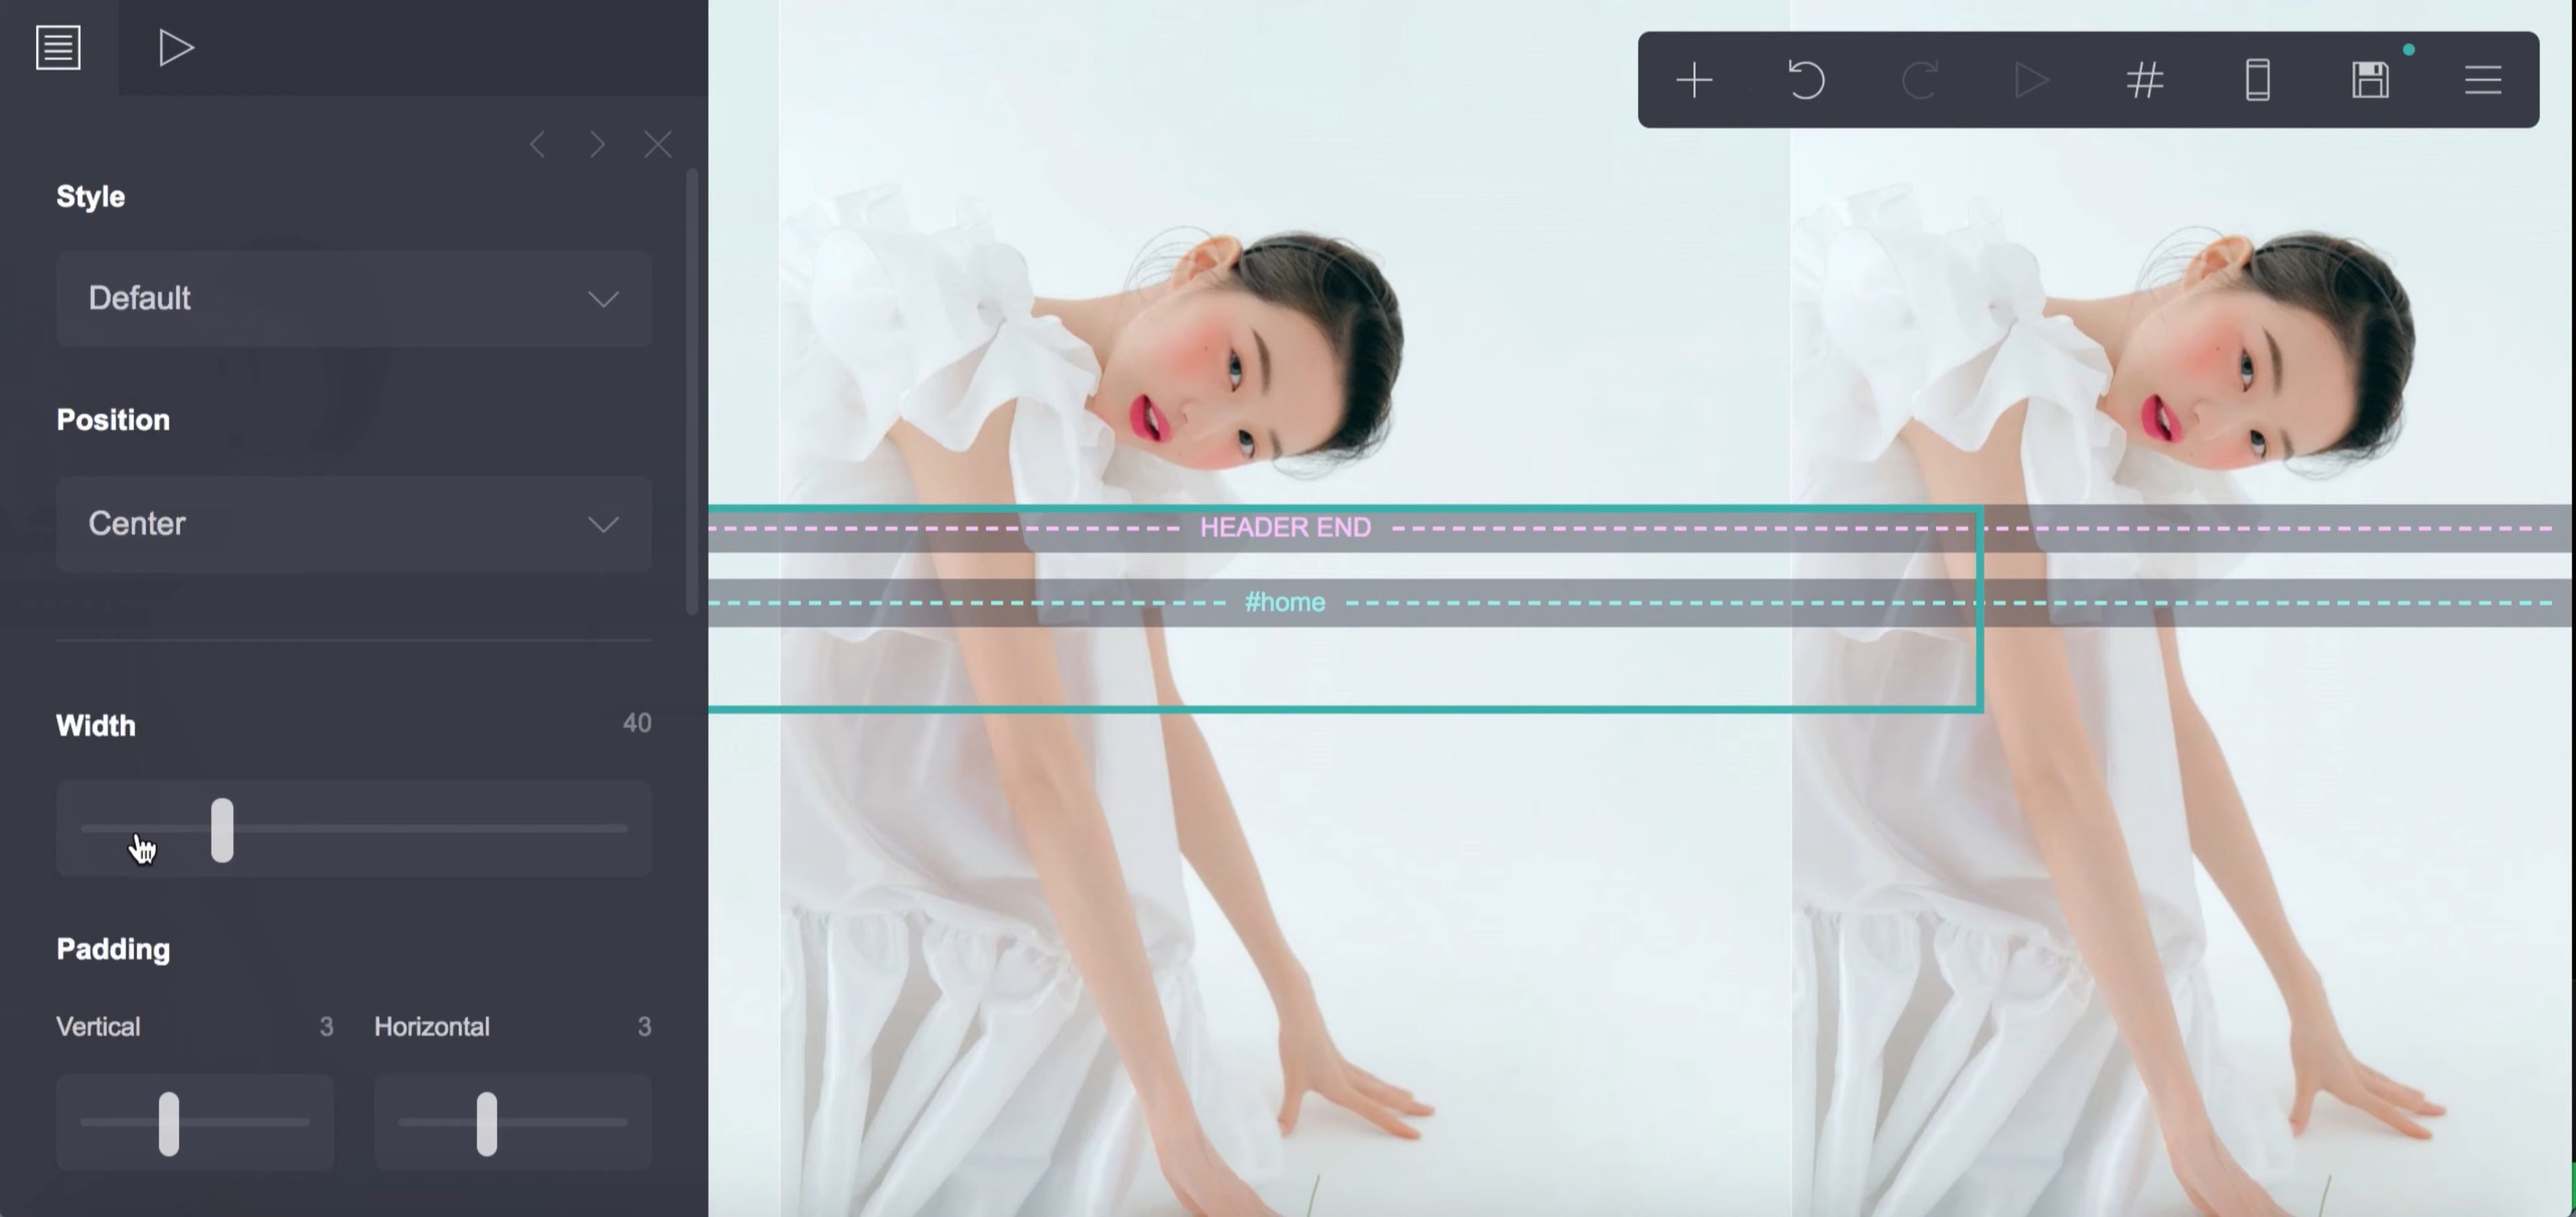 Style
Default
Position
Center
Width 40
Padding
Vertical 3 Horizontal 3
HEADER END
#home